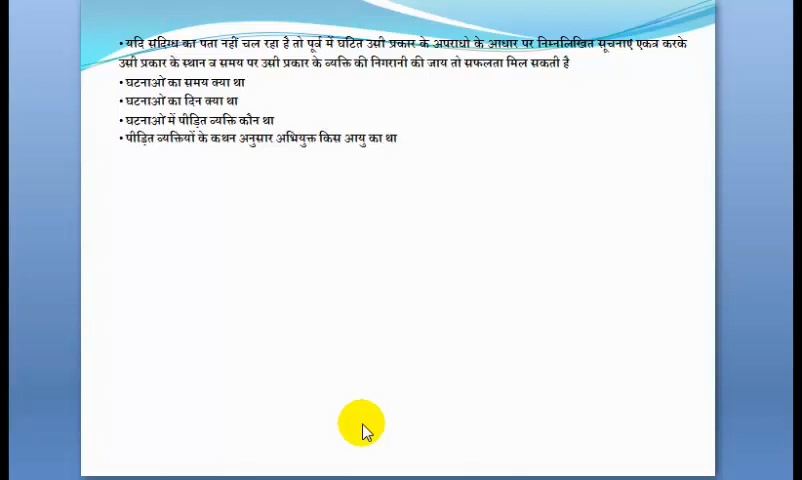 • यदि संदिग्ध का पता नहीं चल रहा है तो पूर्व में घटित उसी प्रकार के अपराधो के आधार पर निम्नलिखित सूचनाएं एकत्र करके
उसी प्रकार के स्थान व समय पर उसी प्रकार के व्यक्ति की निगरानी की जाय तो सफलता मिल सकती है
• घटनाओं का समय क्या था
• घटनाओं का दिन क्या था
• घटनाओं में पीड़ित व्यक्ति कौन था
• पीड़ित व्यक्तियों के कथन अनुसार अभियुक्त किस आयु का था